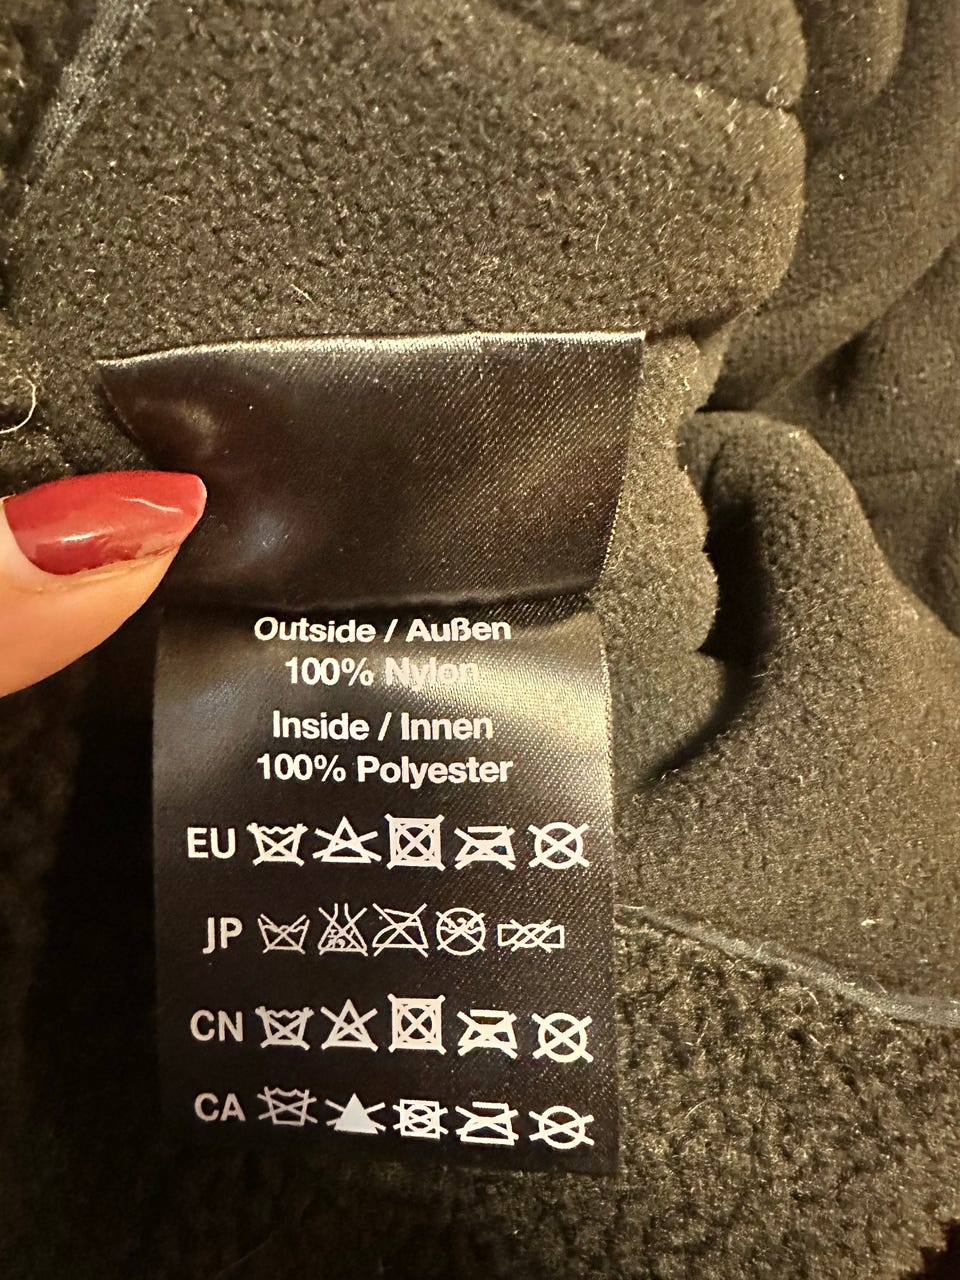 Outside / Außen
100% Nylon
Inside / Innen
100% Polyester
EU
JP
CN
CA